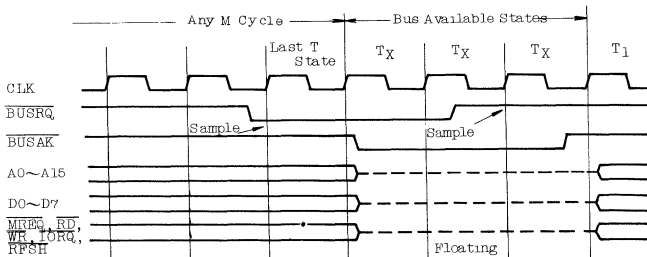 Any M Cycle
Bus Available States
Last T
State
TX
TX
TX
T1
CLK
BUSRQ
Sample
Sample
BUSAK
A0~A15
D0~D7
MREQ, RD,
WR, IORQ,
RFSH
Floating